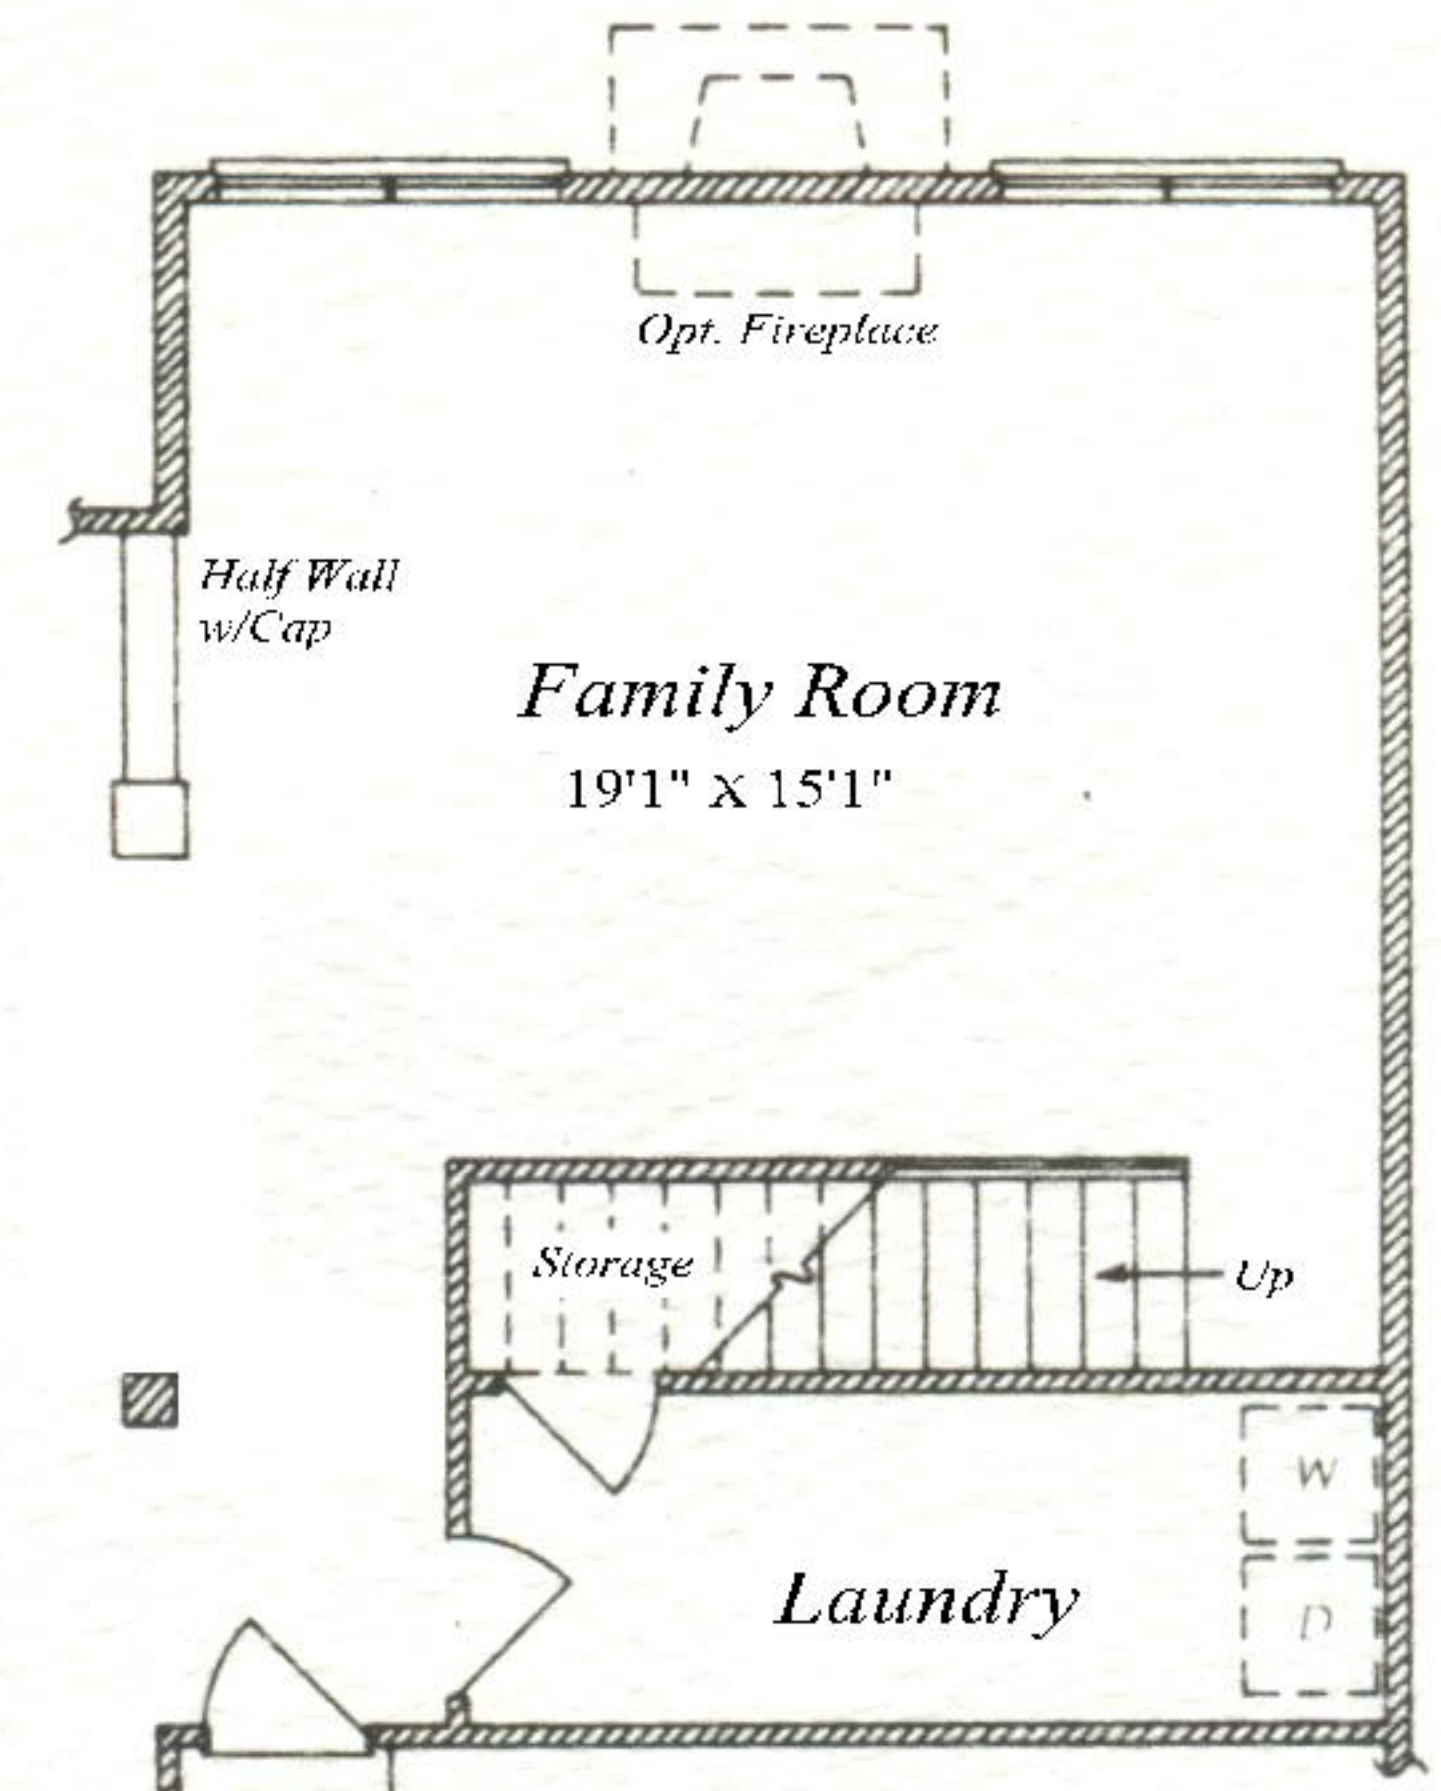 Opt. Fireplace
Half Wall
w/Cap
Family Room
19'1" X 15'1"
Storage
Up
W
Laundry
D